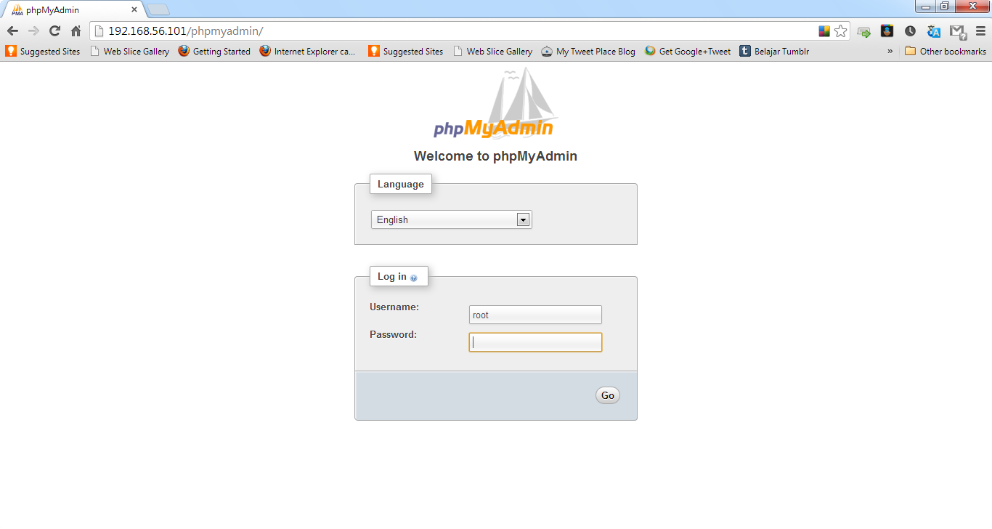 phpMyAdmin
192.168.56.101/phpmyadmin/
Suggested Sites Web Slice Gallery Getting Started Internet Explorer ca... Suggested Sites Web Slice Gallery My Tweet Place Blog Get Google+Tweet Belajar Tumblr » Other bookmarks
phpMyAdmin
Welcome to phpMyAdmin
Language
English
Log in
Username:
root
Password:
Go